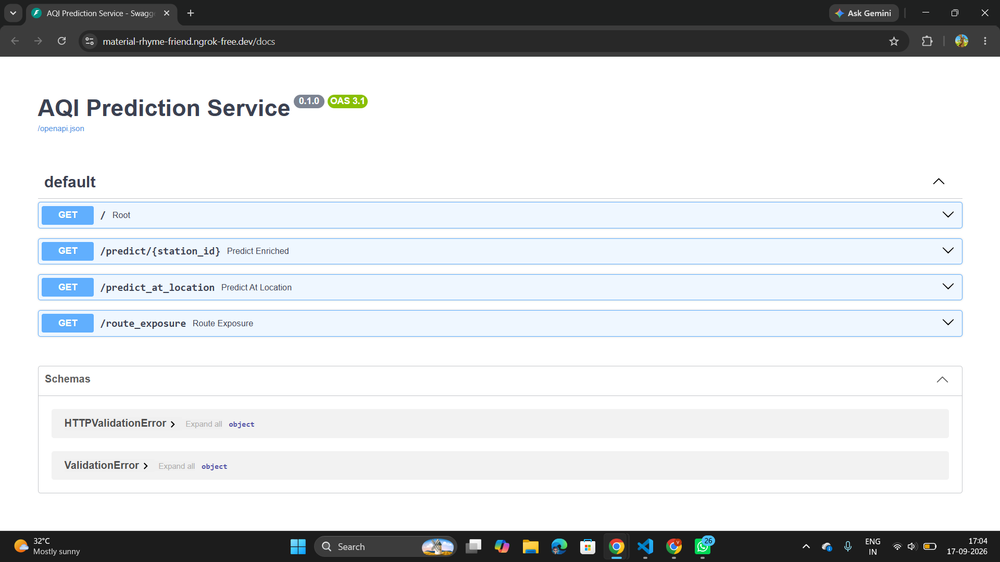 AQI Prediction Service - Swagg
Ask Gemini
material-rhyme-friend.ngrok-free.dev/docs
AQI Prediction Service 0.1.0 OAS 3.1
/openapi.json
default
GET / Root
GET /predict/{station_id} Predict Enriched
GET /predict_at_location Predict At Location
GET /route_exposure Route Exposure
Schemas
HTTPValidationError Expand all object
ValidationError Expand all object
32°C
Mostly sunny
Search
V
26
ENG
IN
17:04
17-09-2026